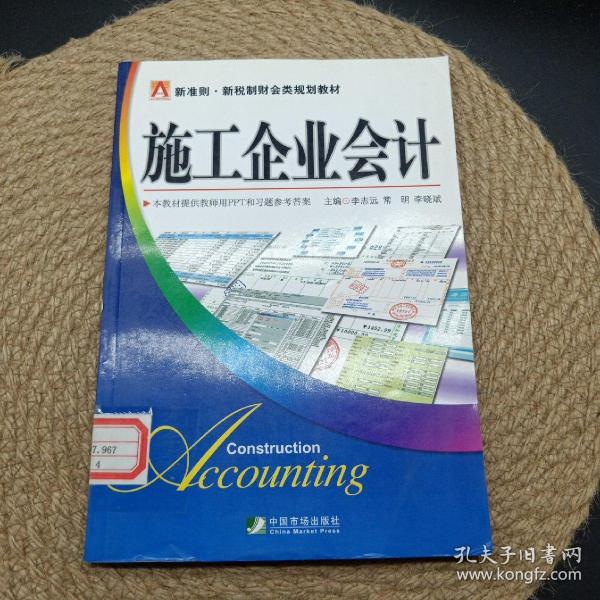 新准则·新税制财会类规划教材
施工企业会计
▶本教材提供教师用PPT和习题参考答案 主编⊙李志远 常 明 李晓斌
7.967
4
Construction
Accounting
中国市场出版社
China Market Press
孔夫子旧书网
www.kongfz.com